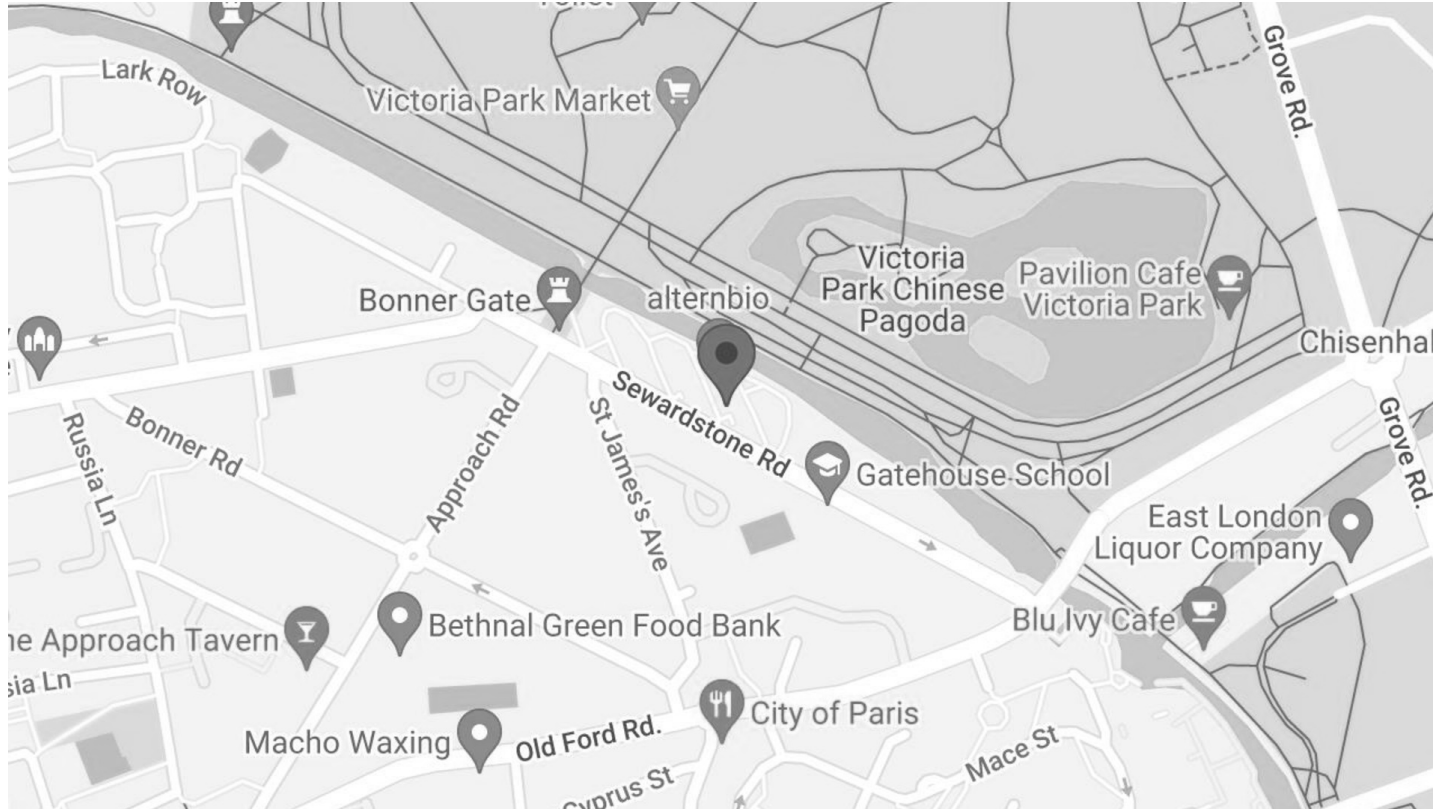 Toilet
Lark Row
Grove Rd.
Victoria Park Market
Victoria
Park Chinese
Pagoda
Pavilion Cafe
Victoria Park
Bonner Gate
alternbio
Chisenhal
Sewardstone Rd
Grove Rd.
Russia Ln
Bonner Rd
Approach Rd
St James's Ave
Gatehouse School
East London
Liquor Company
Blu Ivy Cafe
Bethnal Green Food Bank
he Approach Tavern
sia Ln
City of Paris
Macho Waxing
Old Ford Rd.
Mace St
Cyprus St